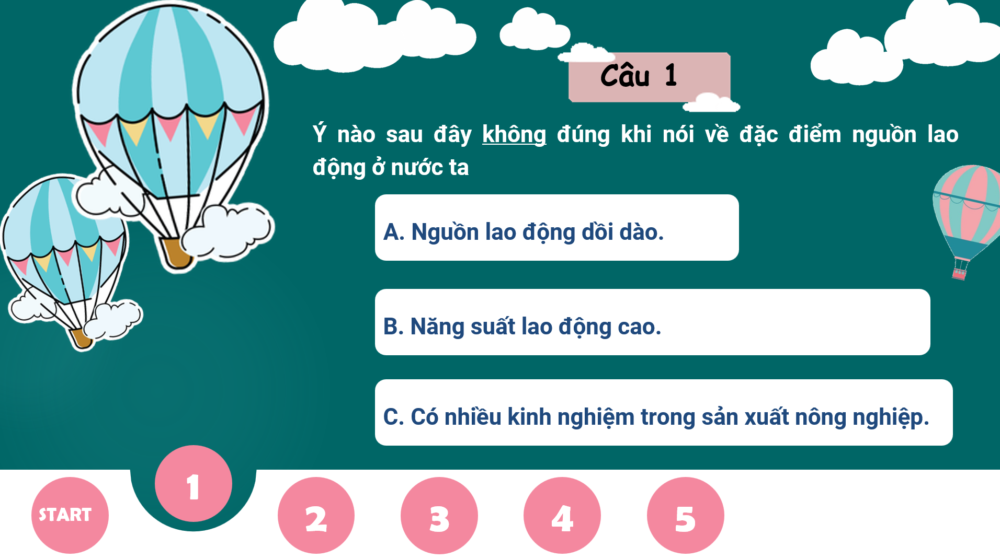 Câu 1
Ý nào sau đây không đúng khi nói về đặc điểm nguồn lao
động ở nước ta
A. Nguồn lao động dồi dào.
B. Năng suất lao động cao.
C. Có nhiều kinh nghiệm trong sản xuất nông nghiệp.
START
1
2
3
4
5